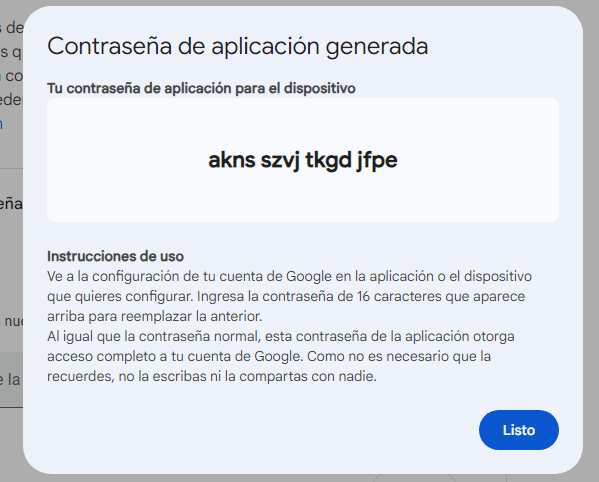 Contraseña de aplicación generada
Tu contraseña de aplicación para el dispositivo
akns szvj tkgd jfpe
Instrucciones de uso
Ve a la configuración de tu cuenta de Google en la aplicación o el dispositivo
que quieres configurar. Ingresa la contraseña de 16 caracteres que aparece
arriba para reemplazar la anterior.
Al igual que la contraseña normal, esta contraseña de la aplicación otorga
acceso completo a tu cuenta de Google. Como no es necesario que la
recuerdes, no la escribas ni la compartas con nadie.
Listo